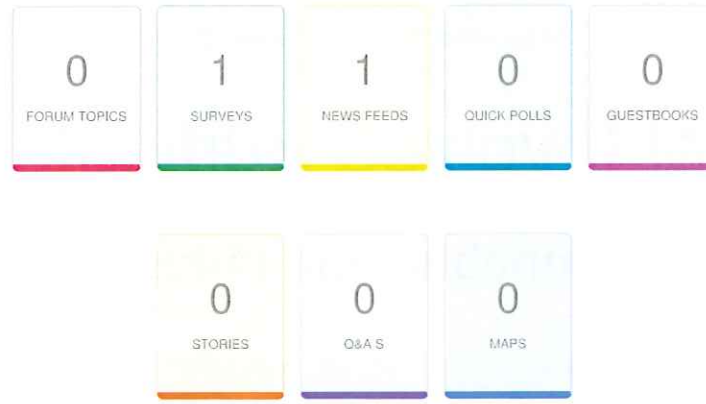 0 1 1 0 0
FORUM TOPICS SURVEYS NEWS FEEDS QUICK POLLS GUESTBOOKS
0 0 0
STORIES Q&A S MAPS